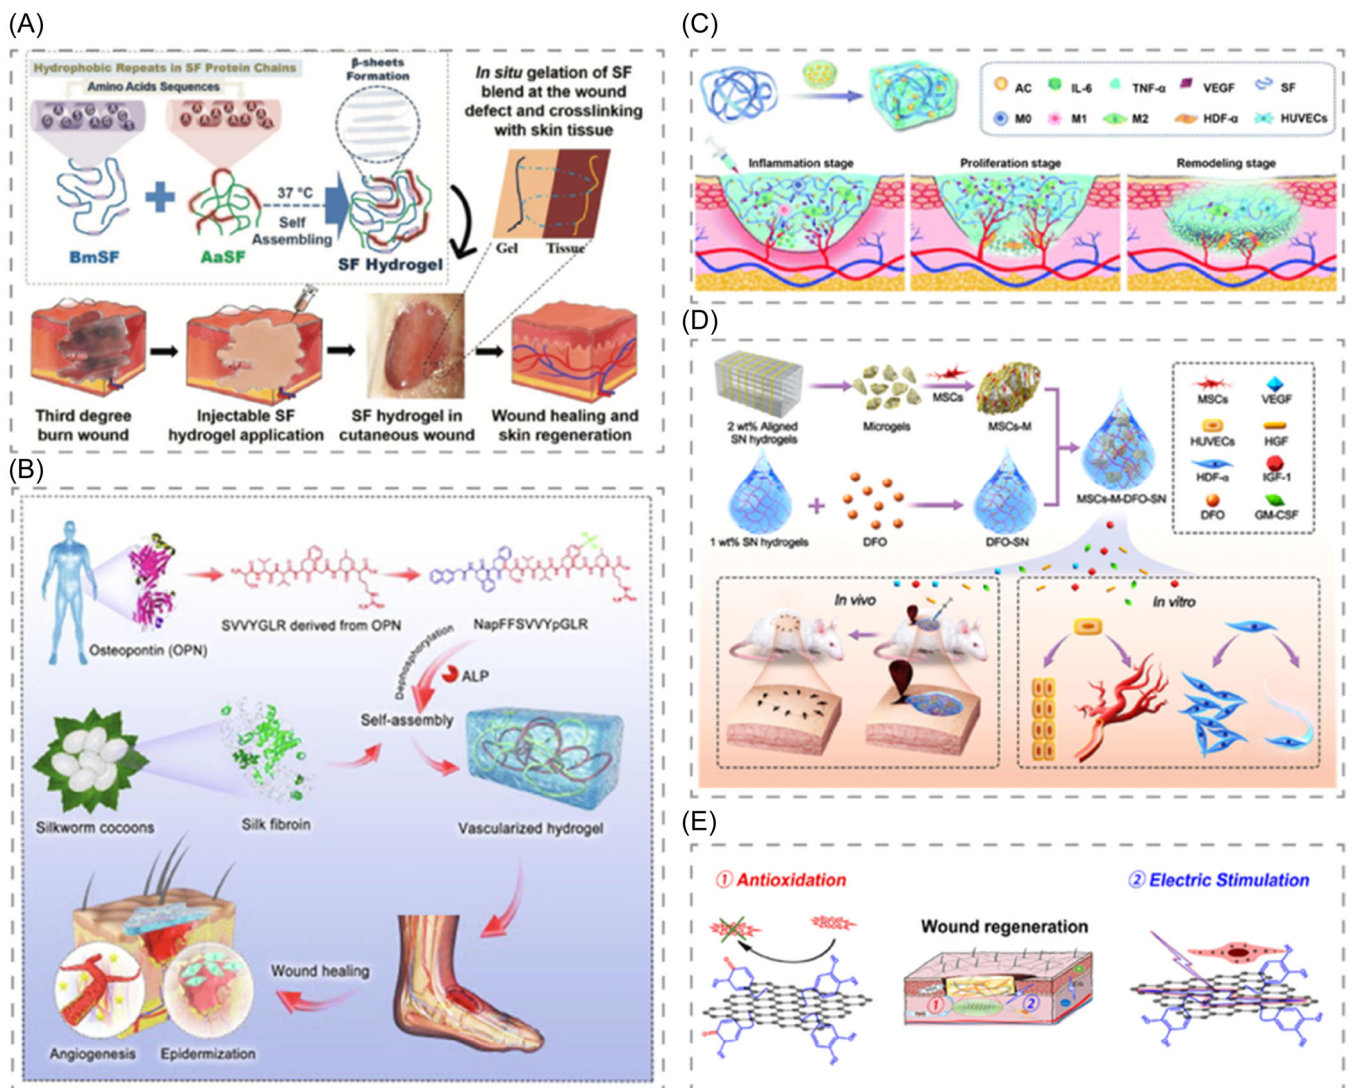 (A)
Hydrophobic Repeats in SF Protein Chains
Amino Acids Sequences
β-sheets
Formation
BmSF
AaSF
37 °C
Self
Assembling
SF Hydrogel
In situ gelation of SF
blend at the wound
defect and crosslinking
with skin tissue
Gel
Tissue
Third degree
burn wound
Injectable SF
hydrogel application
SF hydrogel in
cutaneous wound
Wound healing and
skin regeneration
(B)
Osteopontin (OPN)
SVVYGLR derived from OPN
NapFFSVVYpGLR
Dephosphorylation
ALP
Self-assembly
Silkworm cocoons
Silk fibroin
Vascularized hydrogel
Wound healing
Angiogenesis
Epidermization
(C)
AC
IL-6
TNF-α
VEGF
SF
M0
M1
M2
HDF-α
HUVECs
Inflammation stage
Proliferation stage
Remodeling stage
(D)
2 wt% Aligned
SN hydrogels
Microgels
MSCs
MSCs-M
1 wt% SN hydrogels
DFO
DFO-SN
MSCs-M-DFO-SN
MSCs
VEGF
HUVECs
HGF
HDF-α
IGF-1
DFO
GM-CSF
In vivo
In vitro
(E)
① Antioxidation
② Electric Stimulation
Wound regeneration
①
②